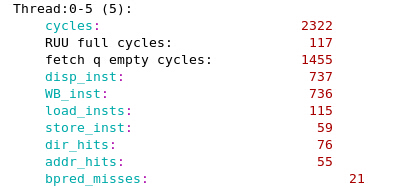 Thread:0-5 (5):
cycles: 2322
RUU full cycles: 117
fetch q empty cycles: 1455
disp_inst: 737
WB_inst: 736
load_insts: 115
store_inst: 59
dir_hits: 76
addr_hits: 55
bpred_misses: 21